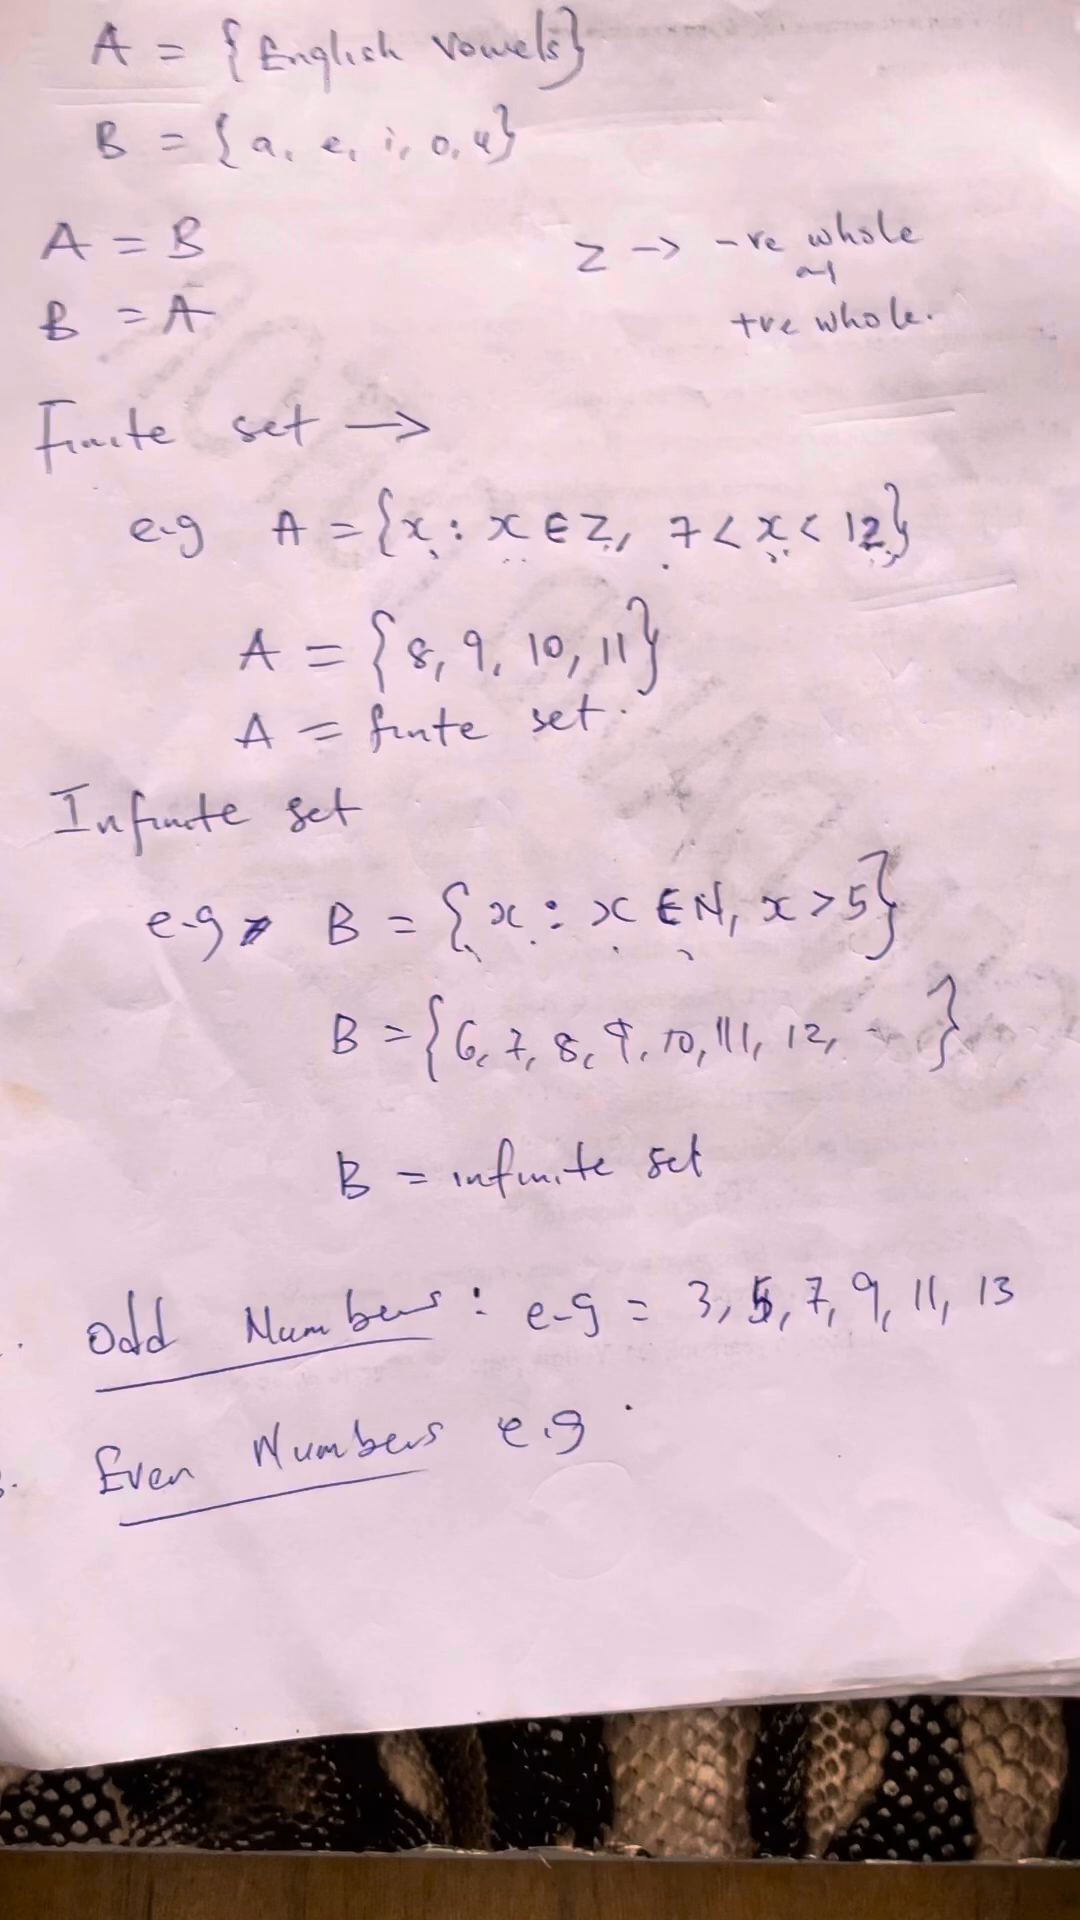 A = {English Vowels}
B = {a, e, i, o, u}
A = B
B = A
Z -> -ve whole
and
+ve whole.
Finite set ->
e.g A = {x : x ∈ Z, 7 < x < 12}
A = {8, 9, 10, 11}
A = finte set.
Infinite set
e.g B = {x : x ∈ N, x > 5}
B = {6, 7, 8, 9, 10, 11, 12, - - }
B = infinite set
Odd Numbers : e.g = 3, 5, 7, 9, 11, 13
Even Numbers e.g